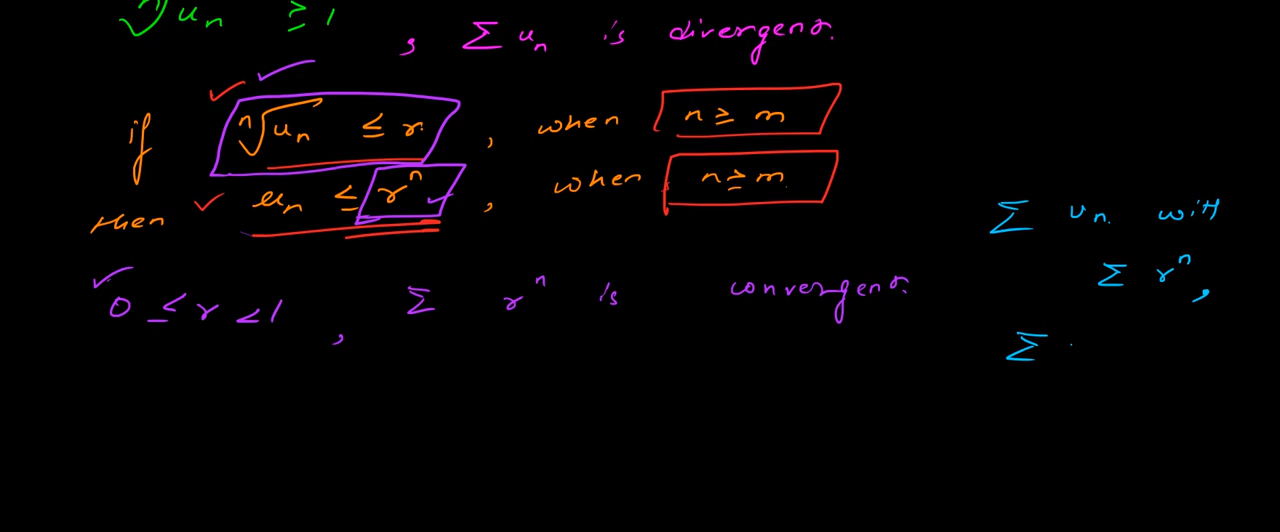 ⁿ√uₙ ≥ 1
, Σ uₙ is divergent.
if ⁿ√uₙ ≤ r, when n ≥ m
then uₙ ≤ rⁿ, when n ≥ m
Σ uₙ with
Σ rⁿ,
0 ≤ r < 1, Σ rⁿ is convergent.
Σ